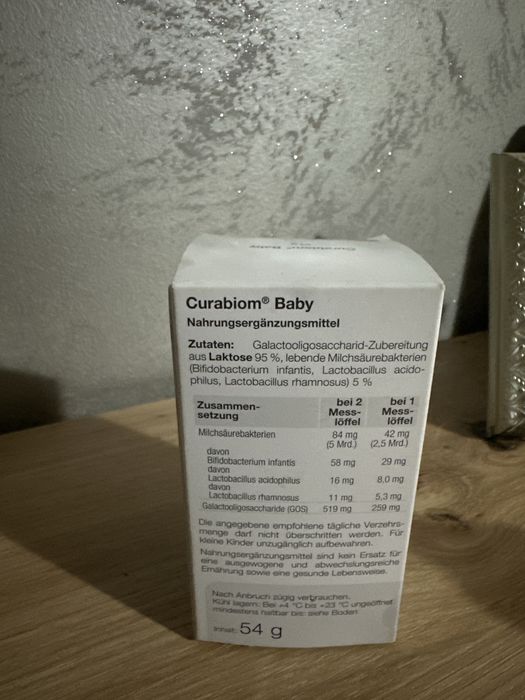 Curabiom® Baby
Curabiom® Baby
Nahrungsergänzungsmittel
Zutaten: Galactooligosaccharid-Zubereitung
aus Laktose 95 %, lebende Milchsäurebakterien
(Bifidobacterium infantis, Lactobacillus acido-
philus, Lactobacillus rhamnosus) 5 %
Zusammen- bei 2 bei 1
setzung Mess- Mess-
löffel löffel
Milchsäurebakterien 84 mg 42 mg
(5 Mrd.) (2,5 Mrd.)
davon
Bifidobacterium infantis 58 mg 29 mg
davon
Lactobacillus acidophilus 16 mg 8,0 mg
davon
Lactobacillus rhamnosus 11 mg 5,3 mg
Galactooligosaccharide (GOS) 519 mg 259 mg
Die angegebene empfohlene tägliche Verzehrs-
menge darf nicht überschritten werden. Für
kleine Kinder unzugänglich aufbewahren.
Nahrungsergänzungsmittel sind kein Ersatz für
eine ausgewogene und abwechslungsreiche
Ernährung sowie eine gesunde Lebensweise.
Nach Anbruch zügig verbrauchen.
Kühl lagern: Bei +4 °C bis +23 °C ungeöffnet
mindestens haltbar bis: siehe Boden
Inhalt: 54 g